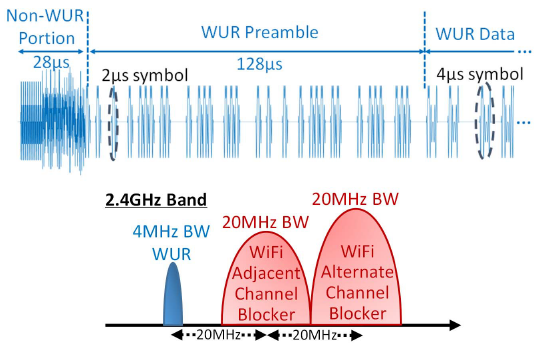 Non-WUR
Portion
WUR Preamble
WUR Data
...
28μs
128μs
2μs symbol
4μs symbol
...
2.4GHz Band
4MHz BW
WUR
20MHz BW
WiFi
Adjacent
Channel
Blocker
20MHz BW
WiFi
Alternate
Channel
Blocker
20MHz
20MHz